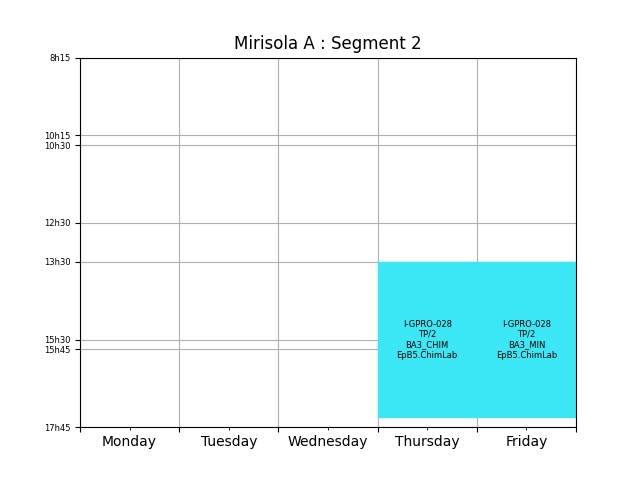 Mirisola A : Segment 2
8h15
10h15
10h30
12h30
13h30
15h30
15h45
17h45
I-GPRO-028
TP/2
BA3_CHIM
EpB5.ChimLab
I-GPRO-028
TP/2
BA3_MIN
EpB5.ChimLab
Monday
Tuesday
Wednesday
Thursday
Friday